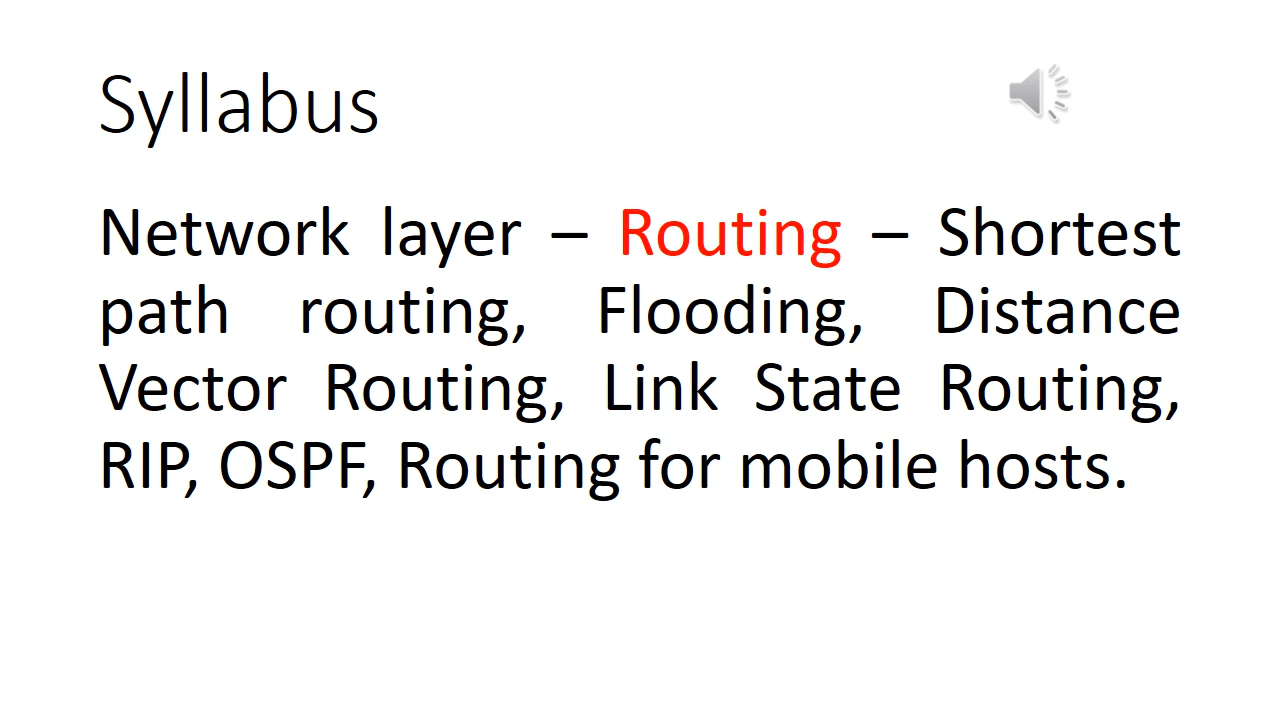 Syllabus
Network layer – Routing – Shortest
path routing, Flooding, Distance
Vector Routing, Link State Routing,
RIP, OSPF, Routing for mobile hosts.